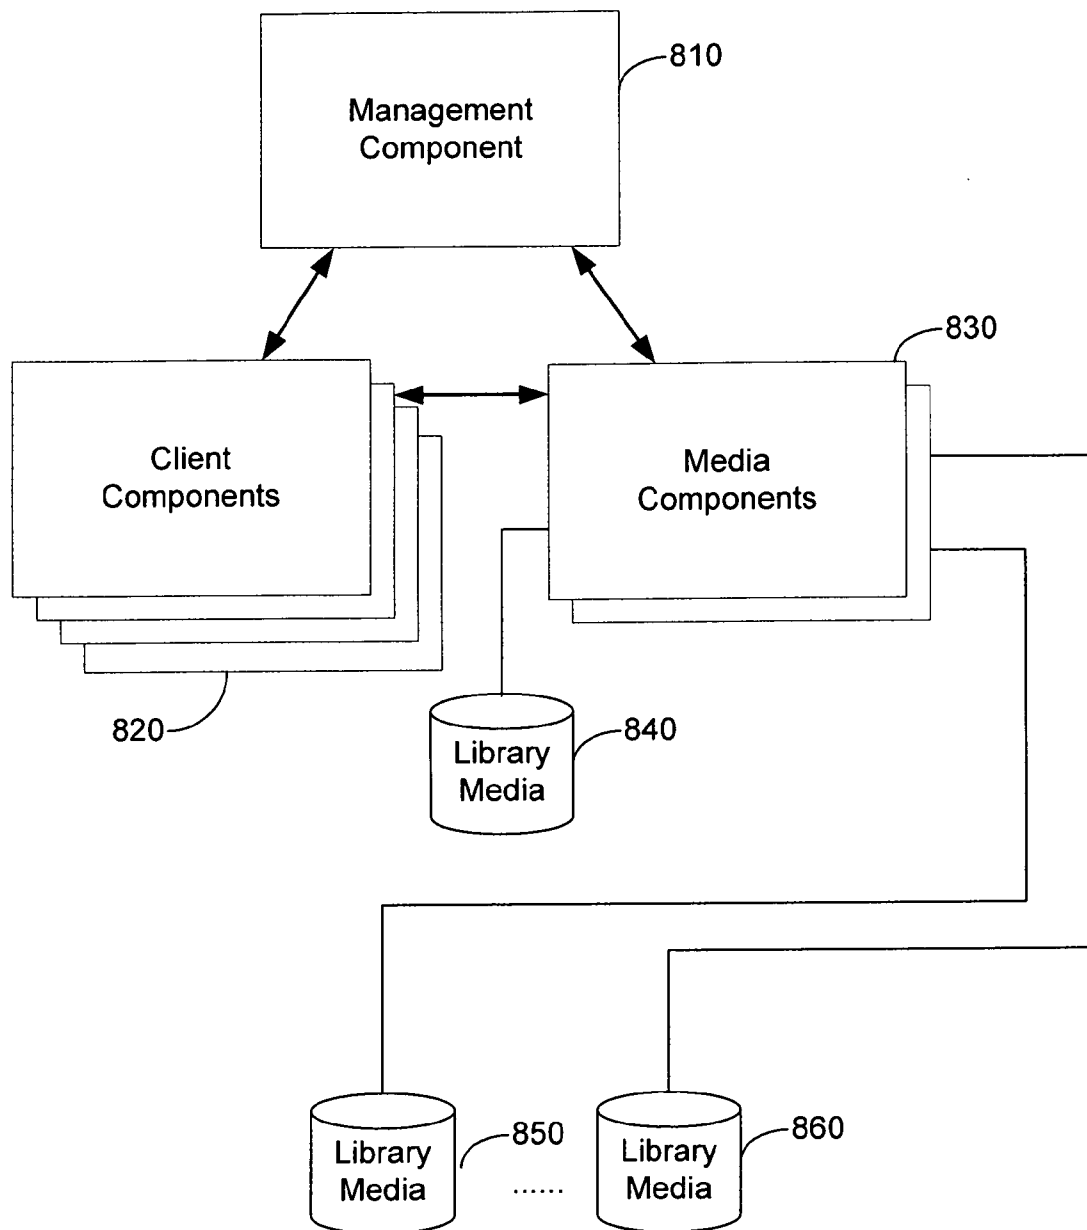 810
Management
Component
830
Client
Components
Media
Components
820
840
Library
Media
850
860
Library
Media
......
Library
Media